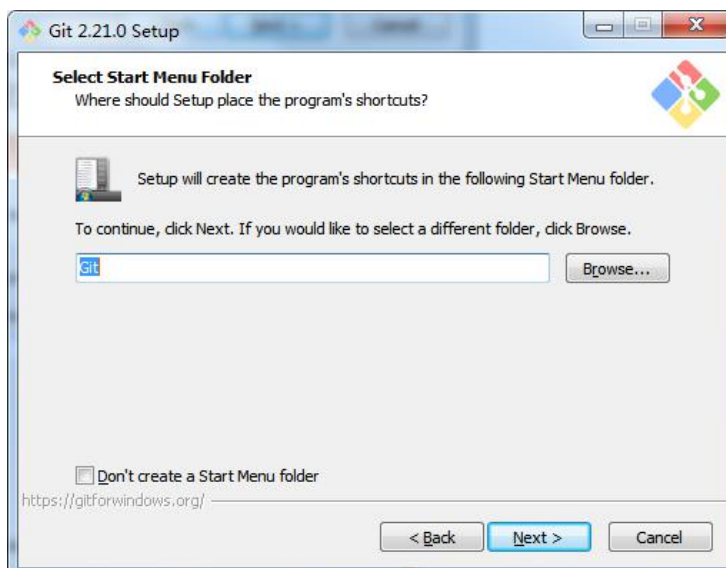 Git 2.21.0 Setup
Select Start Menu Folder
Where should Setup place the program's shortcuts?
Setup will create the program's shortcuts in the following Start Menu folder.
To continue, click Next. If you would like to select a different folder, click Browse.
Git
Browse...
Don't create a Start Menu folder
https://gitforwindows.org/
< Back
Next >
Cancel